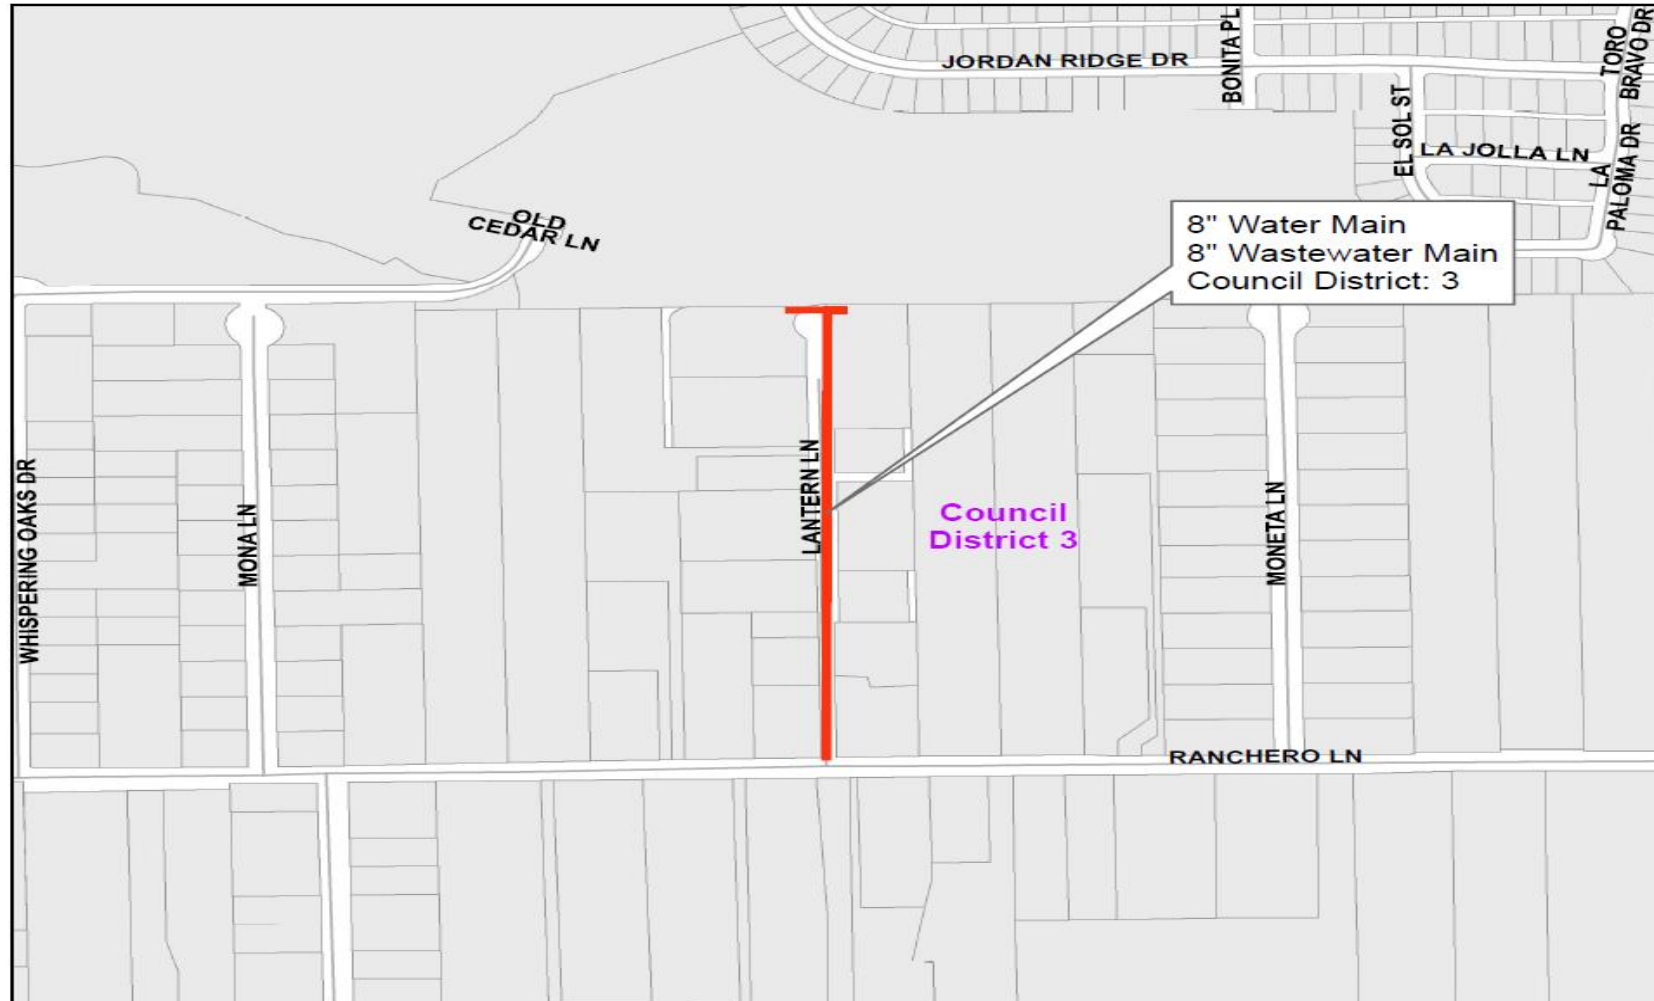 JORDAN RIDGE DR
BONITA PL
TORO
BRAVO DR
EL SOL ST
LA JOLLA LN
LA
PALOMA DR
OLD
CEDAR LN
8" Water Main
8" Wastewater Main
Council District: 3
WHISPERING OAKS DR
MONA LN
LANTERN LN
Council
District 3
MONETA LN
RANCHERO LN